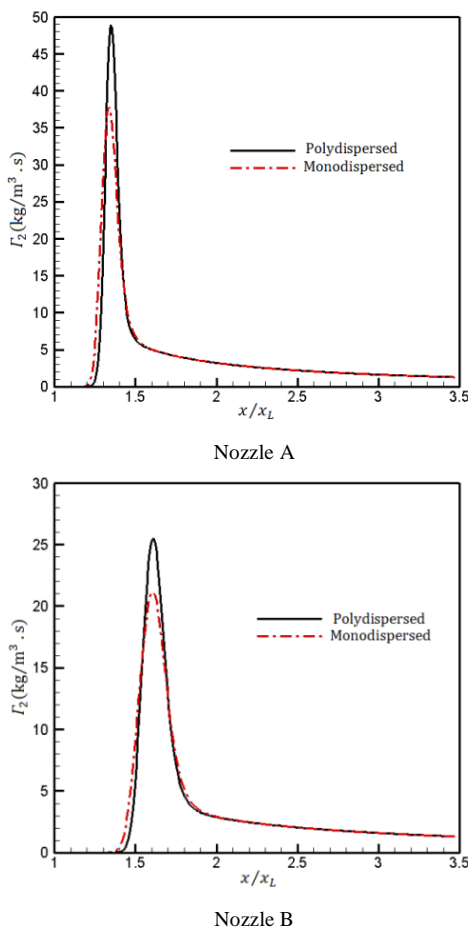 50
45
40
35
30
25
20
15
10
5
0
Γ₂(kg/m³ . s)
Polydispersed
Monodispersed
1 1.5 2 2.5 3 3.5
x/x_L
Nozzle A
30
25
20
15
10
5
0
Γ₂(kg/m³ . s)
Polydispersed
Monodispersed
1 1.5 2 2.5 3 3.5
x/x_L
Nozzle B